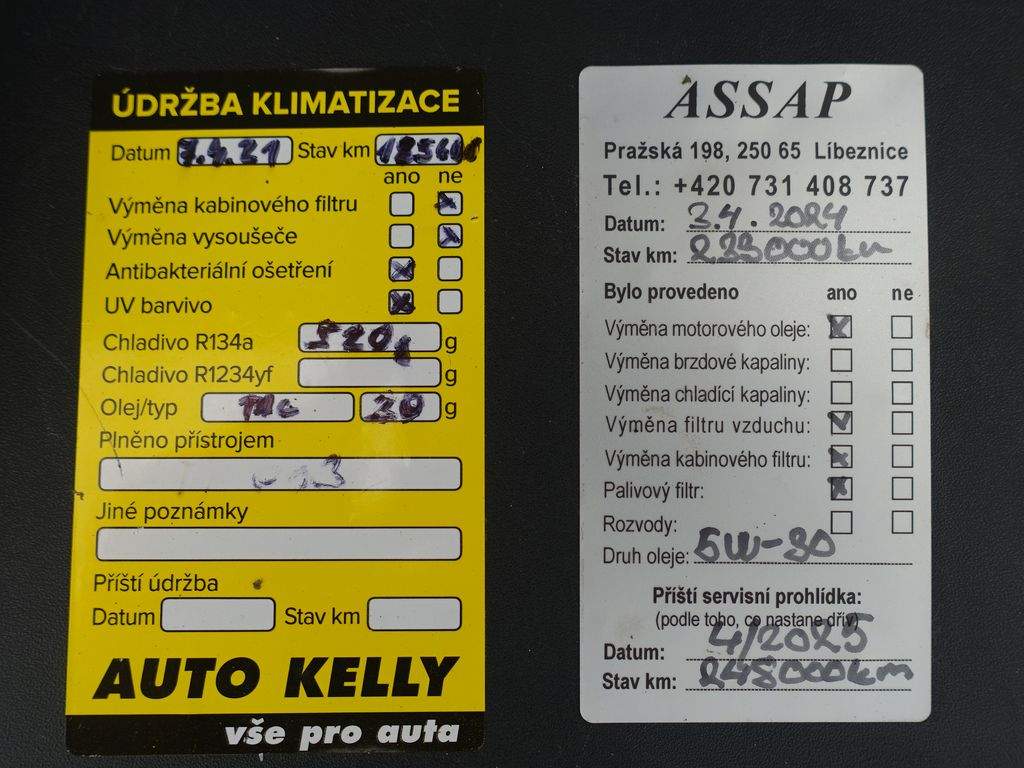 ÚDRŽBA KLIMATIZACE
Datum 7.4.21 Stav km
ano ne
Výměna kabinového filtru
Výměna vysoušeče
Antibakteriální ošetření
UV barvivo
Chladivo R134a 520 g
Chladivo R1234yf g
Olej/typ 20 g
Plněno přístrojem
Jiné poznámky
Příští údržba
Datum Stav km
AUTO KELLY
vše pro auta
ASSAP
Pražská 198, 250 65 Líbeznice
Tel.: +420 731 408 737
Datum: 3.4.2024
Stav km: 233000km
Bylo provedeno ano ne
Výměna motorového oleje:
Výměna brzdové kapaliny:
Výměna chladící kapaliny:
Výměna filtru vzduchu:
Výměna kabinového filtru:
Palivový filtr:
Rozvody:
Druh oleje: 5W-30
Příští servisní prohlídka:
(podle toho, co nastane dřív)
Datum: 4/2025
Stav km: 248000km